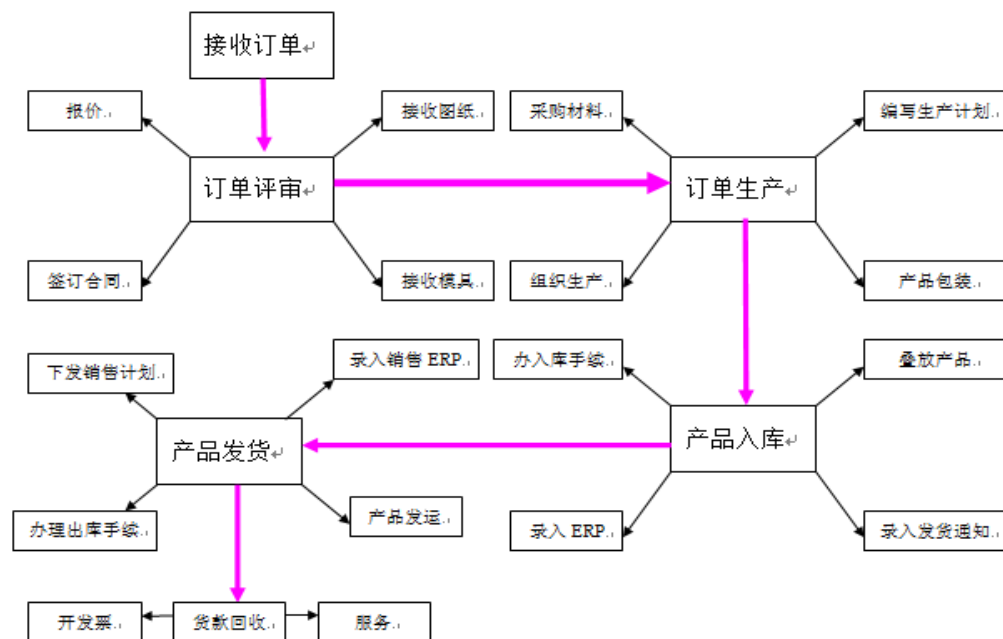 接收订单
报价
接收图纸
采购材料
编写生产计划
订单评审
订单生产
签订合同
接收模具
组织生产
产品包装
下发销售计划
录入销售 ERP
办入库手续
叠放产品
产品发货
产品入库
办理出库手续
产品发运
录入 ERP
录入发货通知
开发票
货款回收
服务